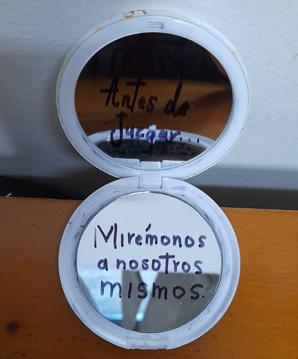 Antes de
juzgar...
Mirémonos
a nosotros
mismos.